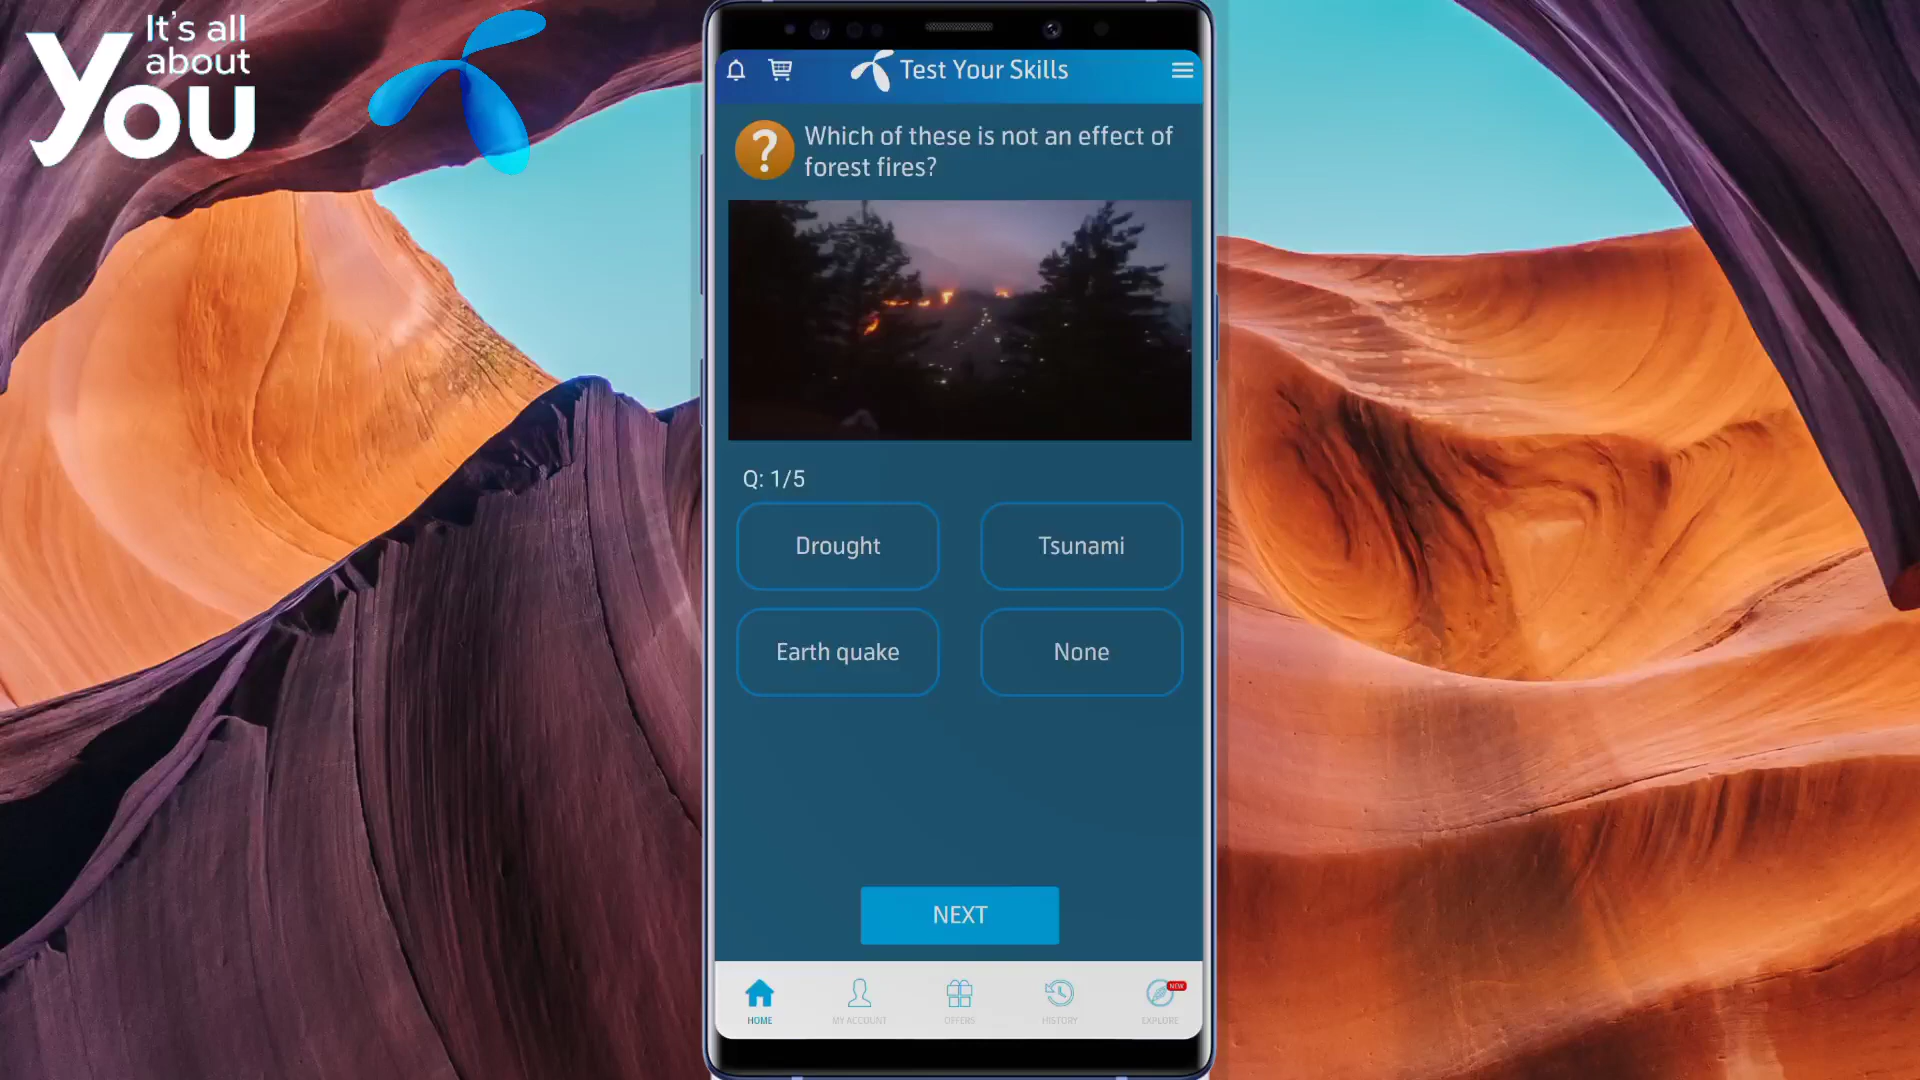 It's all
about
You
Test Your Skills
?
Which of these is not an effect of
forest fires?
Q: 1/5
Drought
Tsunami
Earth quake
None
NEXT
HOME
MY ACCOUNT
OFFERS
HISTORY
NEW
EXPLORE